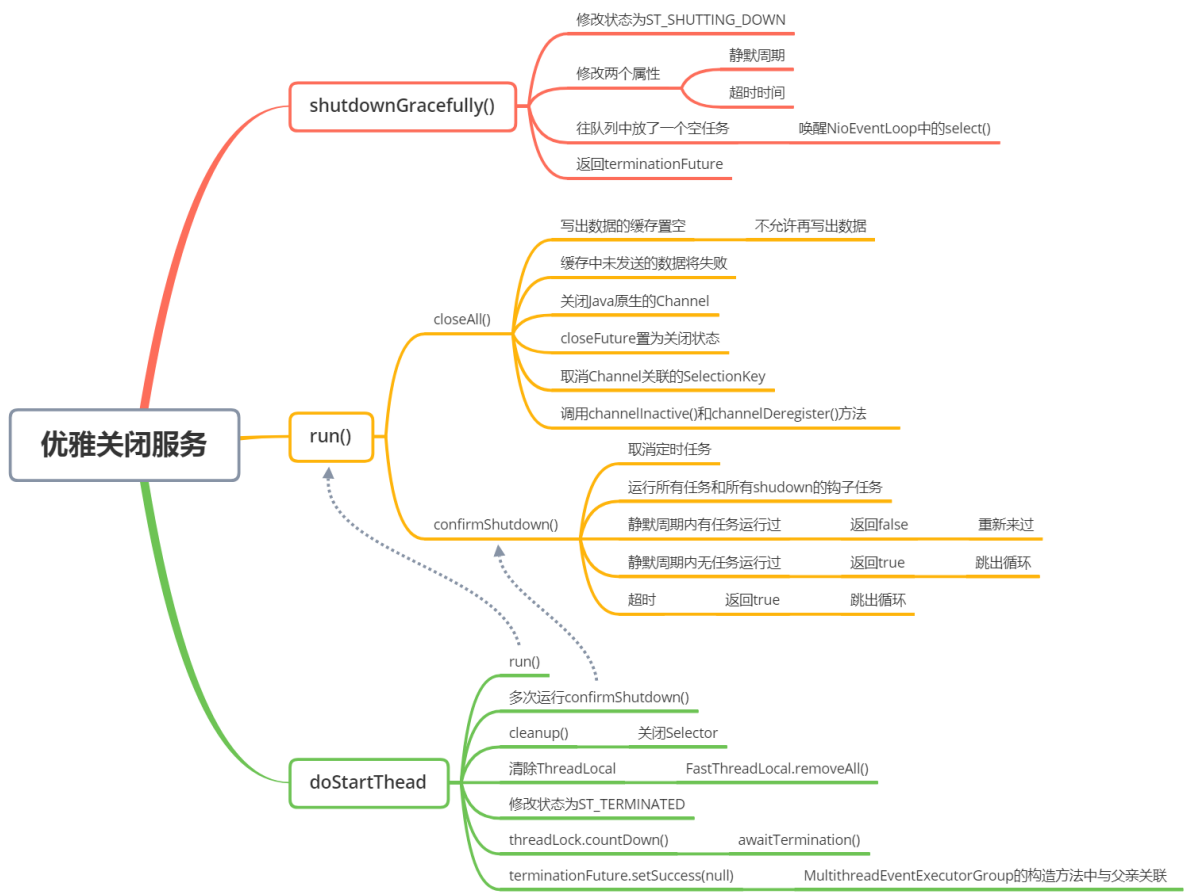 修改状态为ST_SHUTTING_DOWN
静默周期
修改两个属性
超时时间
shutdownGracefully()
往队列中放了一个空任务 唤醒NioEventLoop中的select()
返回terminationFuture
写出数据的缓存置空 不允许再写出数据
缓存中未发送的数据将失败
关闭Java原生的Channel
closeAll()
closeFuture置为关闭状态
取消Channel关联的SelectionKey
调用channelInactive()和channelDeregister()方法
优雅关闭服务
run()
取消定时任务
运行所有任务和所有shudown的钩子任务
confirmShutdown()
静默周期内有任务运行过 返回false 重新来过
静默周期内无任务运行过 返回true 跳出循环
超时 返回true 跳出循环
run()
多次运行confirmShutdown()
cleanup() 关闭Selector
doStartThead
清除ThreadLocal FastThreadLocal.removeAll()
修改状态为ST_TERMINATED
threadLock.countDown() awaitTermination()
terminationFuture.setSuccess(null) MultithreadEventExecutorGroup的构造方法中与父亲关联